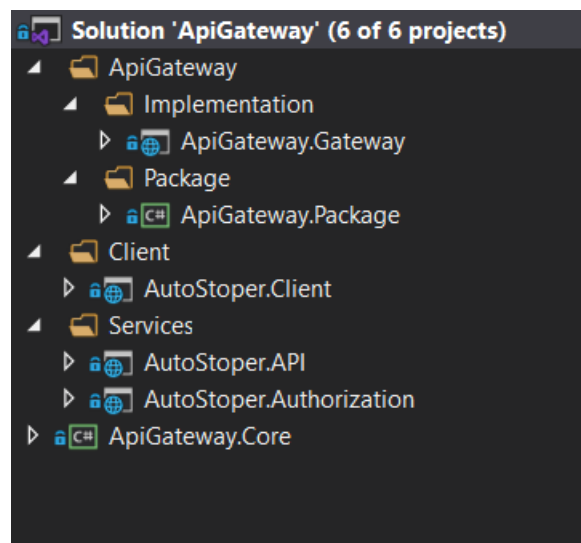 Solution 'ApiGateway' (6 of 6 projects)
ApiGateway
Implementation
ApiGateway.Gateway
Package
C# ApiGateway.Package
Client
AutoStoper.Client
Services
AutoStoper.API
AutoStoper.Authorization
C# ApiGateway.Core